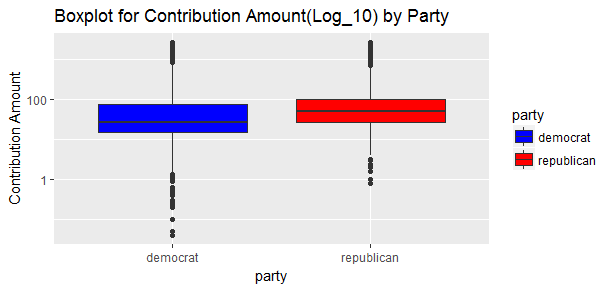 Boxplot for Contribution Amount(Log_10) by Party
Contribution Amount
100
1
democrat
republican
party
party
democrat
republican